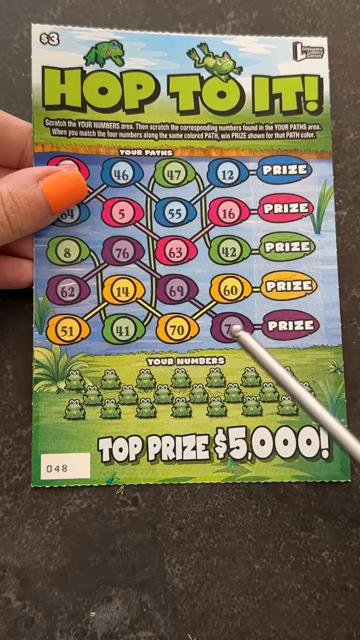 $3
HOP TO IT!
Scratch the YOUR NUMBERS area. Then scratch the corresponding numbers found in the YOUR PATHS area.
When you match the four numbers along the same colored PATH, win PRIZE shown for that PATH color.
YOUR PATHS
46 47 12 PRIZE
64 5 55 16 PRIZE
8 76 63 42 PRIZE
62 14 69 60 PRIZE
51 41 70 PRIZE
YOUR NUMBERS
TOP PRIZE $5,000!
048